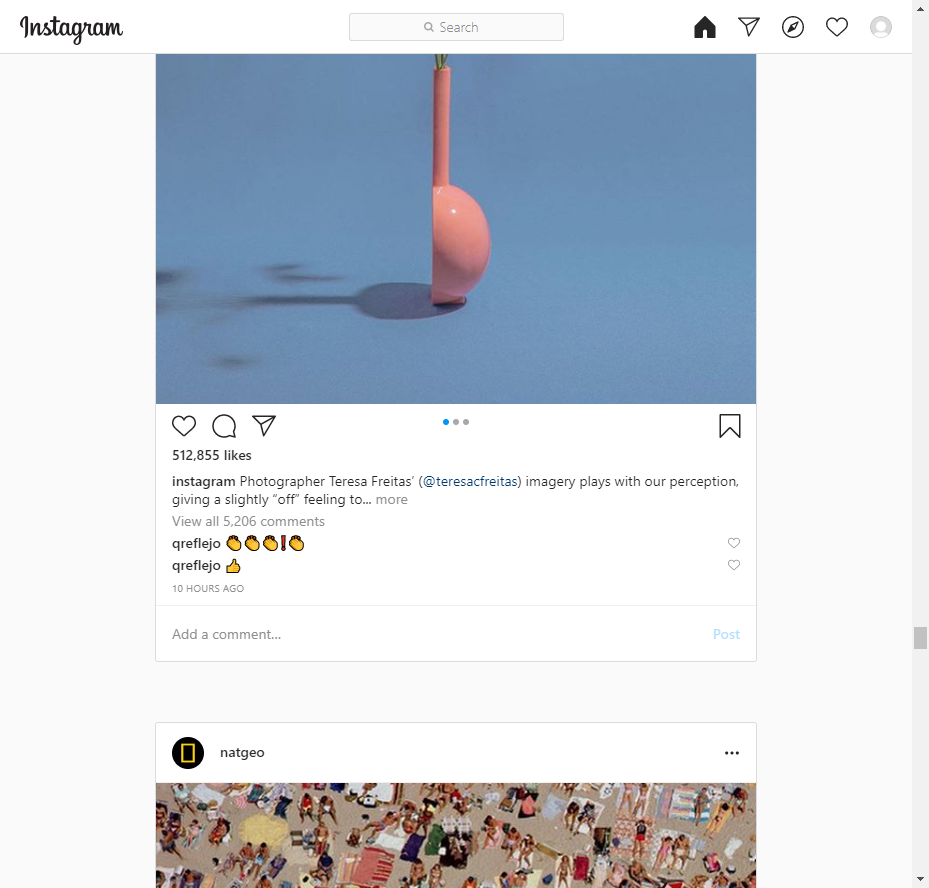 Instagram
Search
512,855 likes
instagram Photographer Teresa Freitas’ (@teresacfreitas) imagery plays with our perception,
giving a slightly “off” feeling to... more
View all 5,206 comments
qreflejo 👏👏👏❗👏
qreflejo 👍
10 HOURS AGO
Add a comment...
Post
natgeo